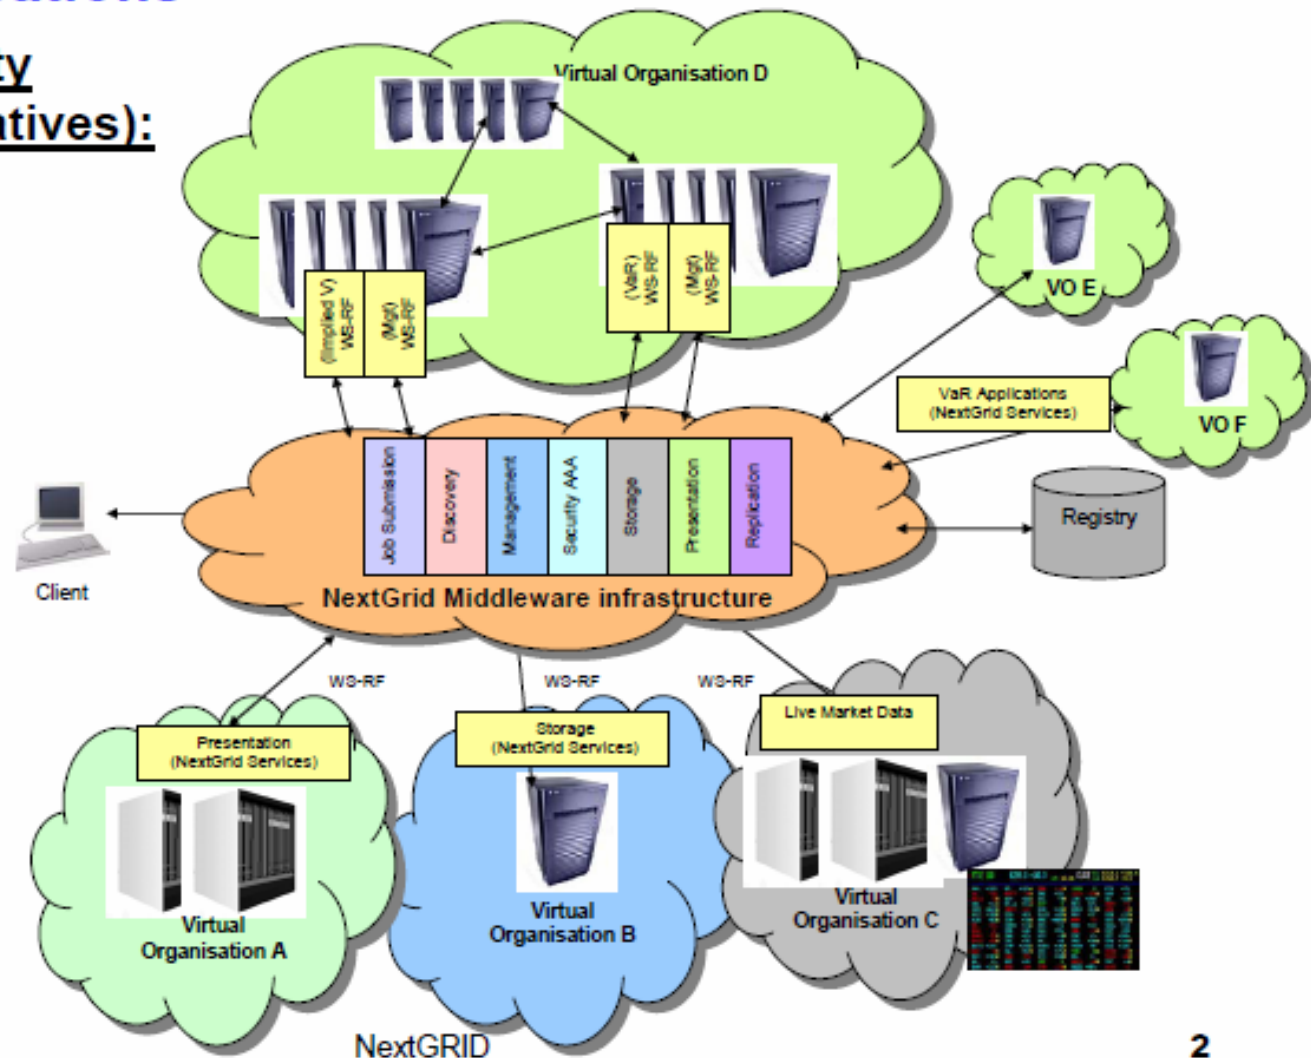 ty
atives):
Virtual Organisation D
(Implied V)
WS-RF
(Mgt)
WS-RF
(VaR)
WS-RF
(Mgt)
WS-RF
VO E
VaR Applications
(NextGrid Services)
VO F
Job Submission
Discovery
Management
Security AAA
Storage
Presentation
Replication
Registry
Client
NextGrid Middleware infrastructure
WS-RF
WS-RF
WS-RF
Presentation
(NextGrid Services)
Storage
(NextGrid Services)
Live Market Data
Virtual
Organisation A
Virtual
Organisation B
Virtual
Organisation C
NextGRID
2